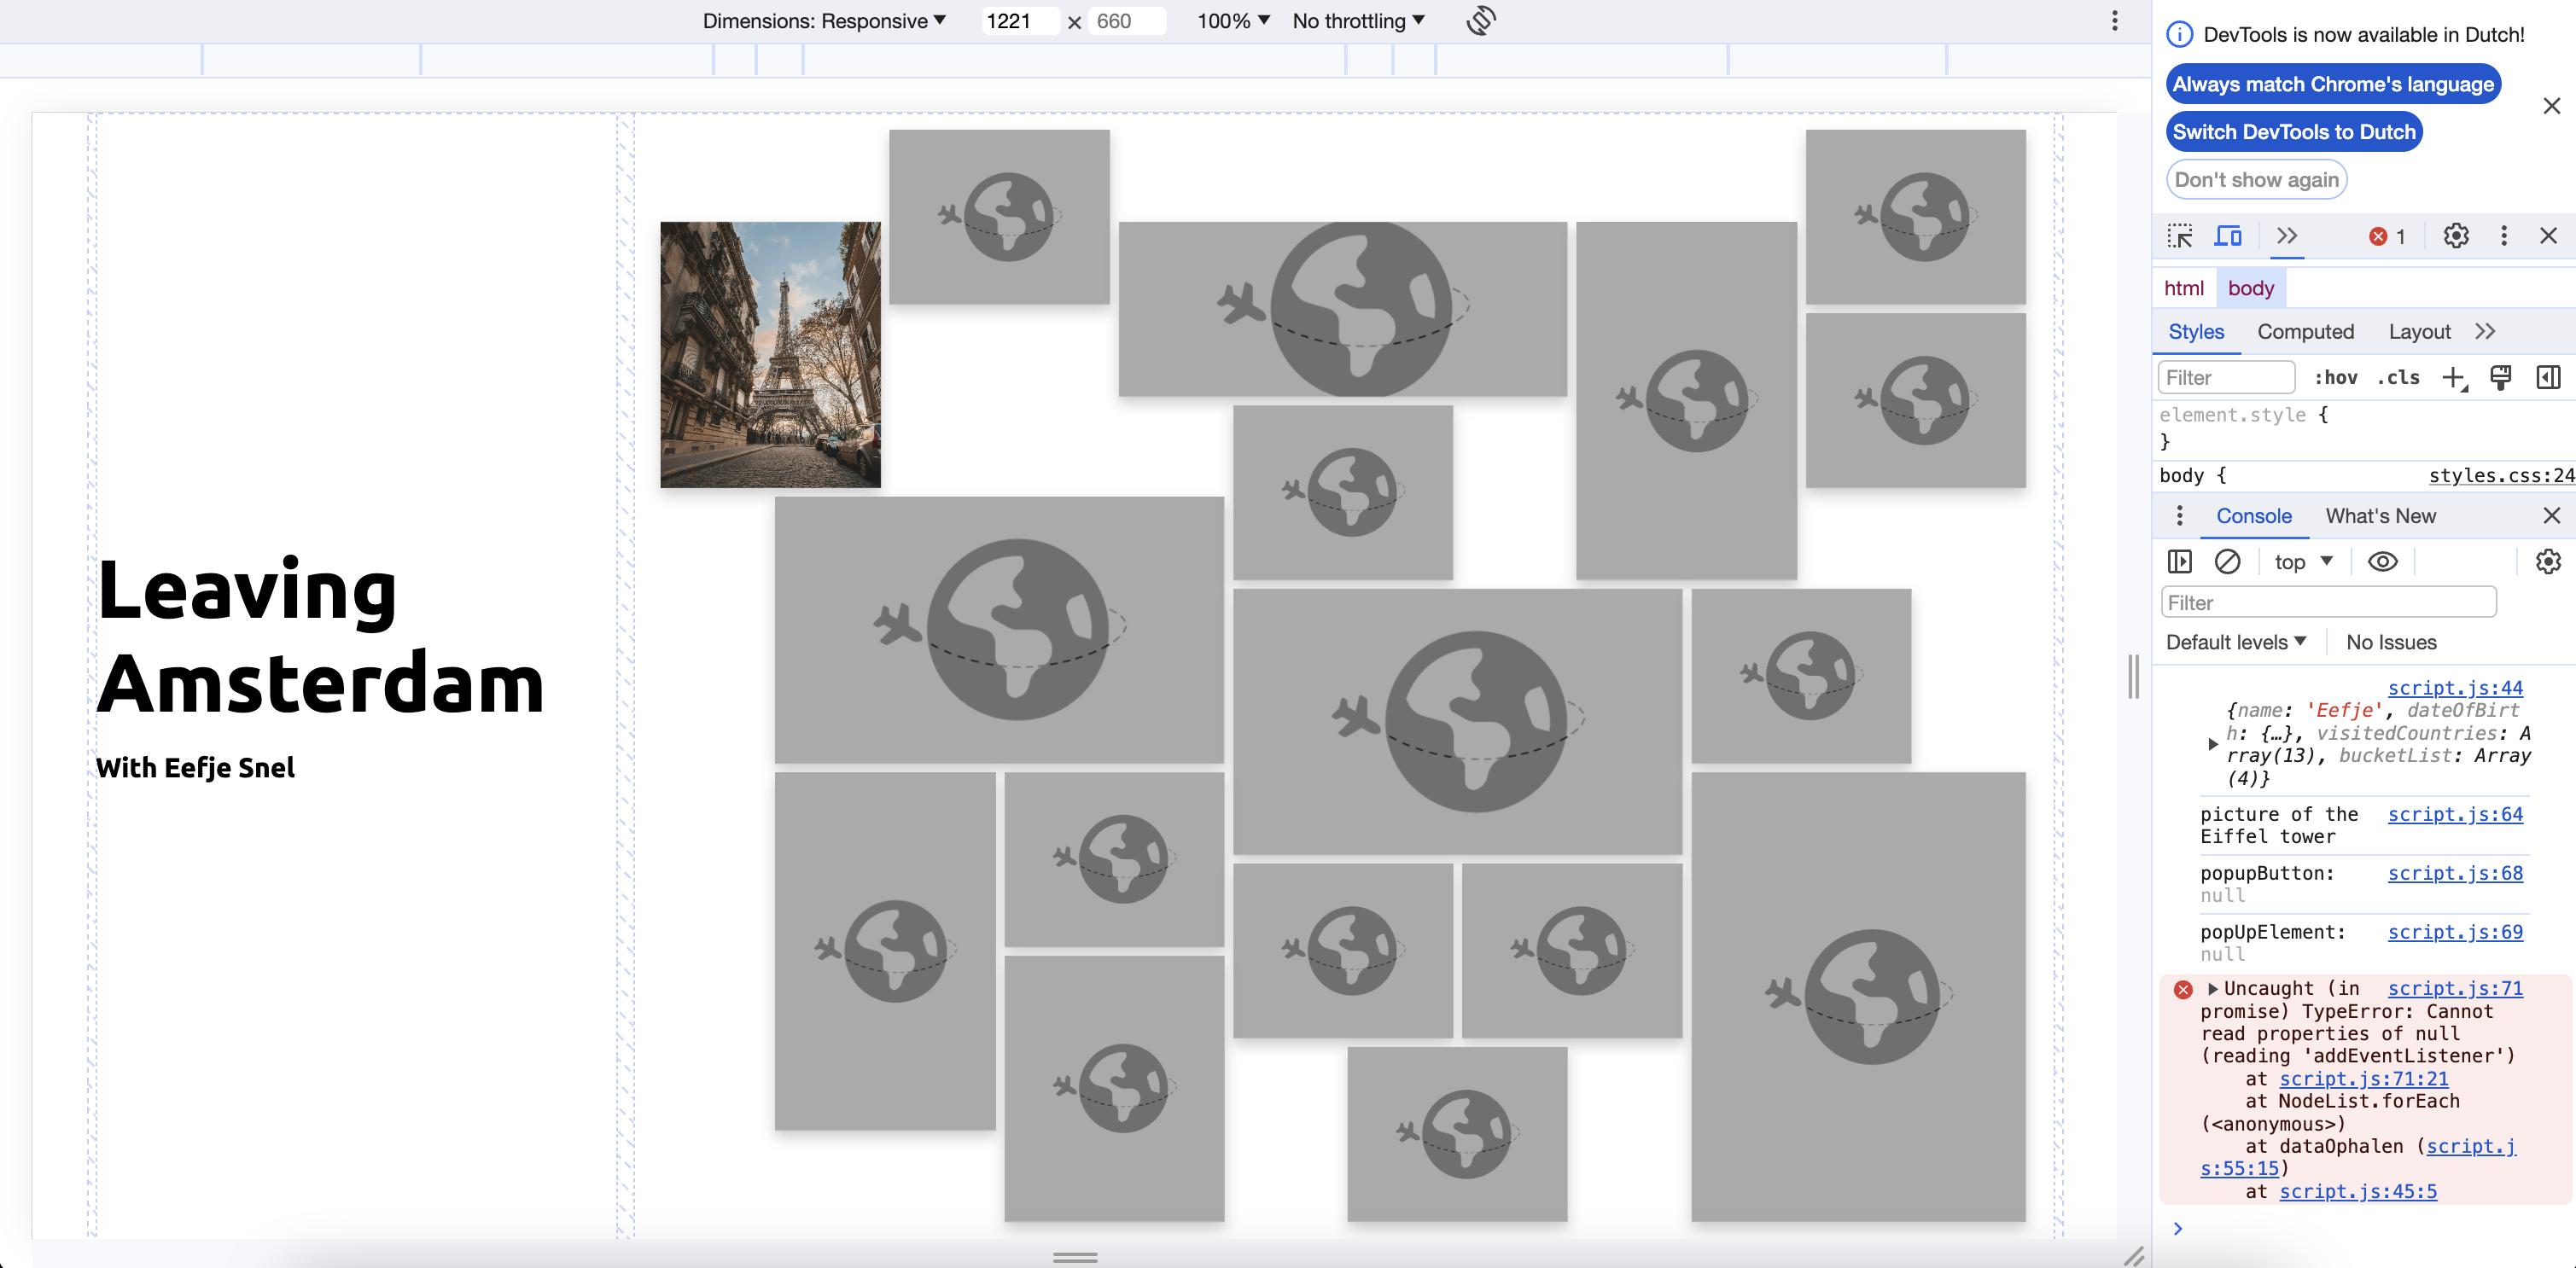 Dimensions: Responsive ▼ 1221 × 660 100% ▼ No throttling ▼
Leaving
Amsterdam
With Eefje Snel
DevTools is now available in Dutch!
Always match Chrome's language
Switch DevTools to Dutch
Don't show again
1
html body
Styles Computed Layout
Filter :hov .cls
element.style {
}
body { styles.css:24
Console What's New
top ▼
Filter
Default levels ▼ No Issues
script.js:44
{name: 'Eefje', dateOfBirt
h: {…}, visitedCountries: A
rray(13), bucketList: Array
(4)}
picture of the script.js:64
Eiffel tower
popupButton: script.js:68
null
popUpElement: script.js:69
null
Uncaught (in script.js:71
promise) TypeError: Cannot
read properties of null
(reading 'addEventListener')
at script.js:71:21
at NodeList.forEach
(<anonymous>)
at dataOphalen (script.j
s:55:15)
at script.js:45:5